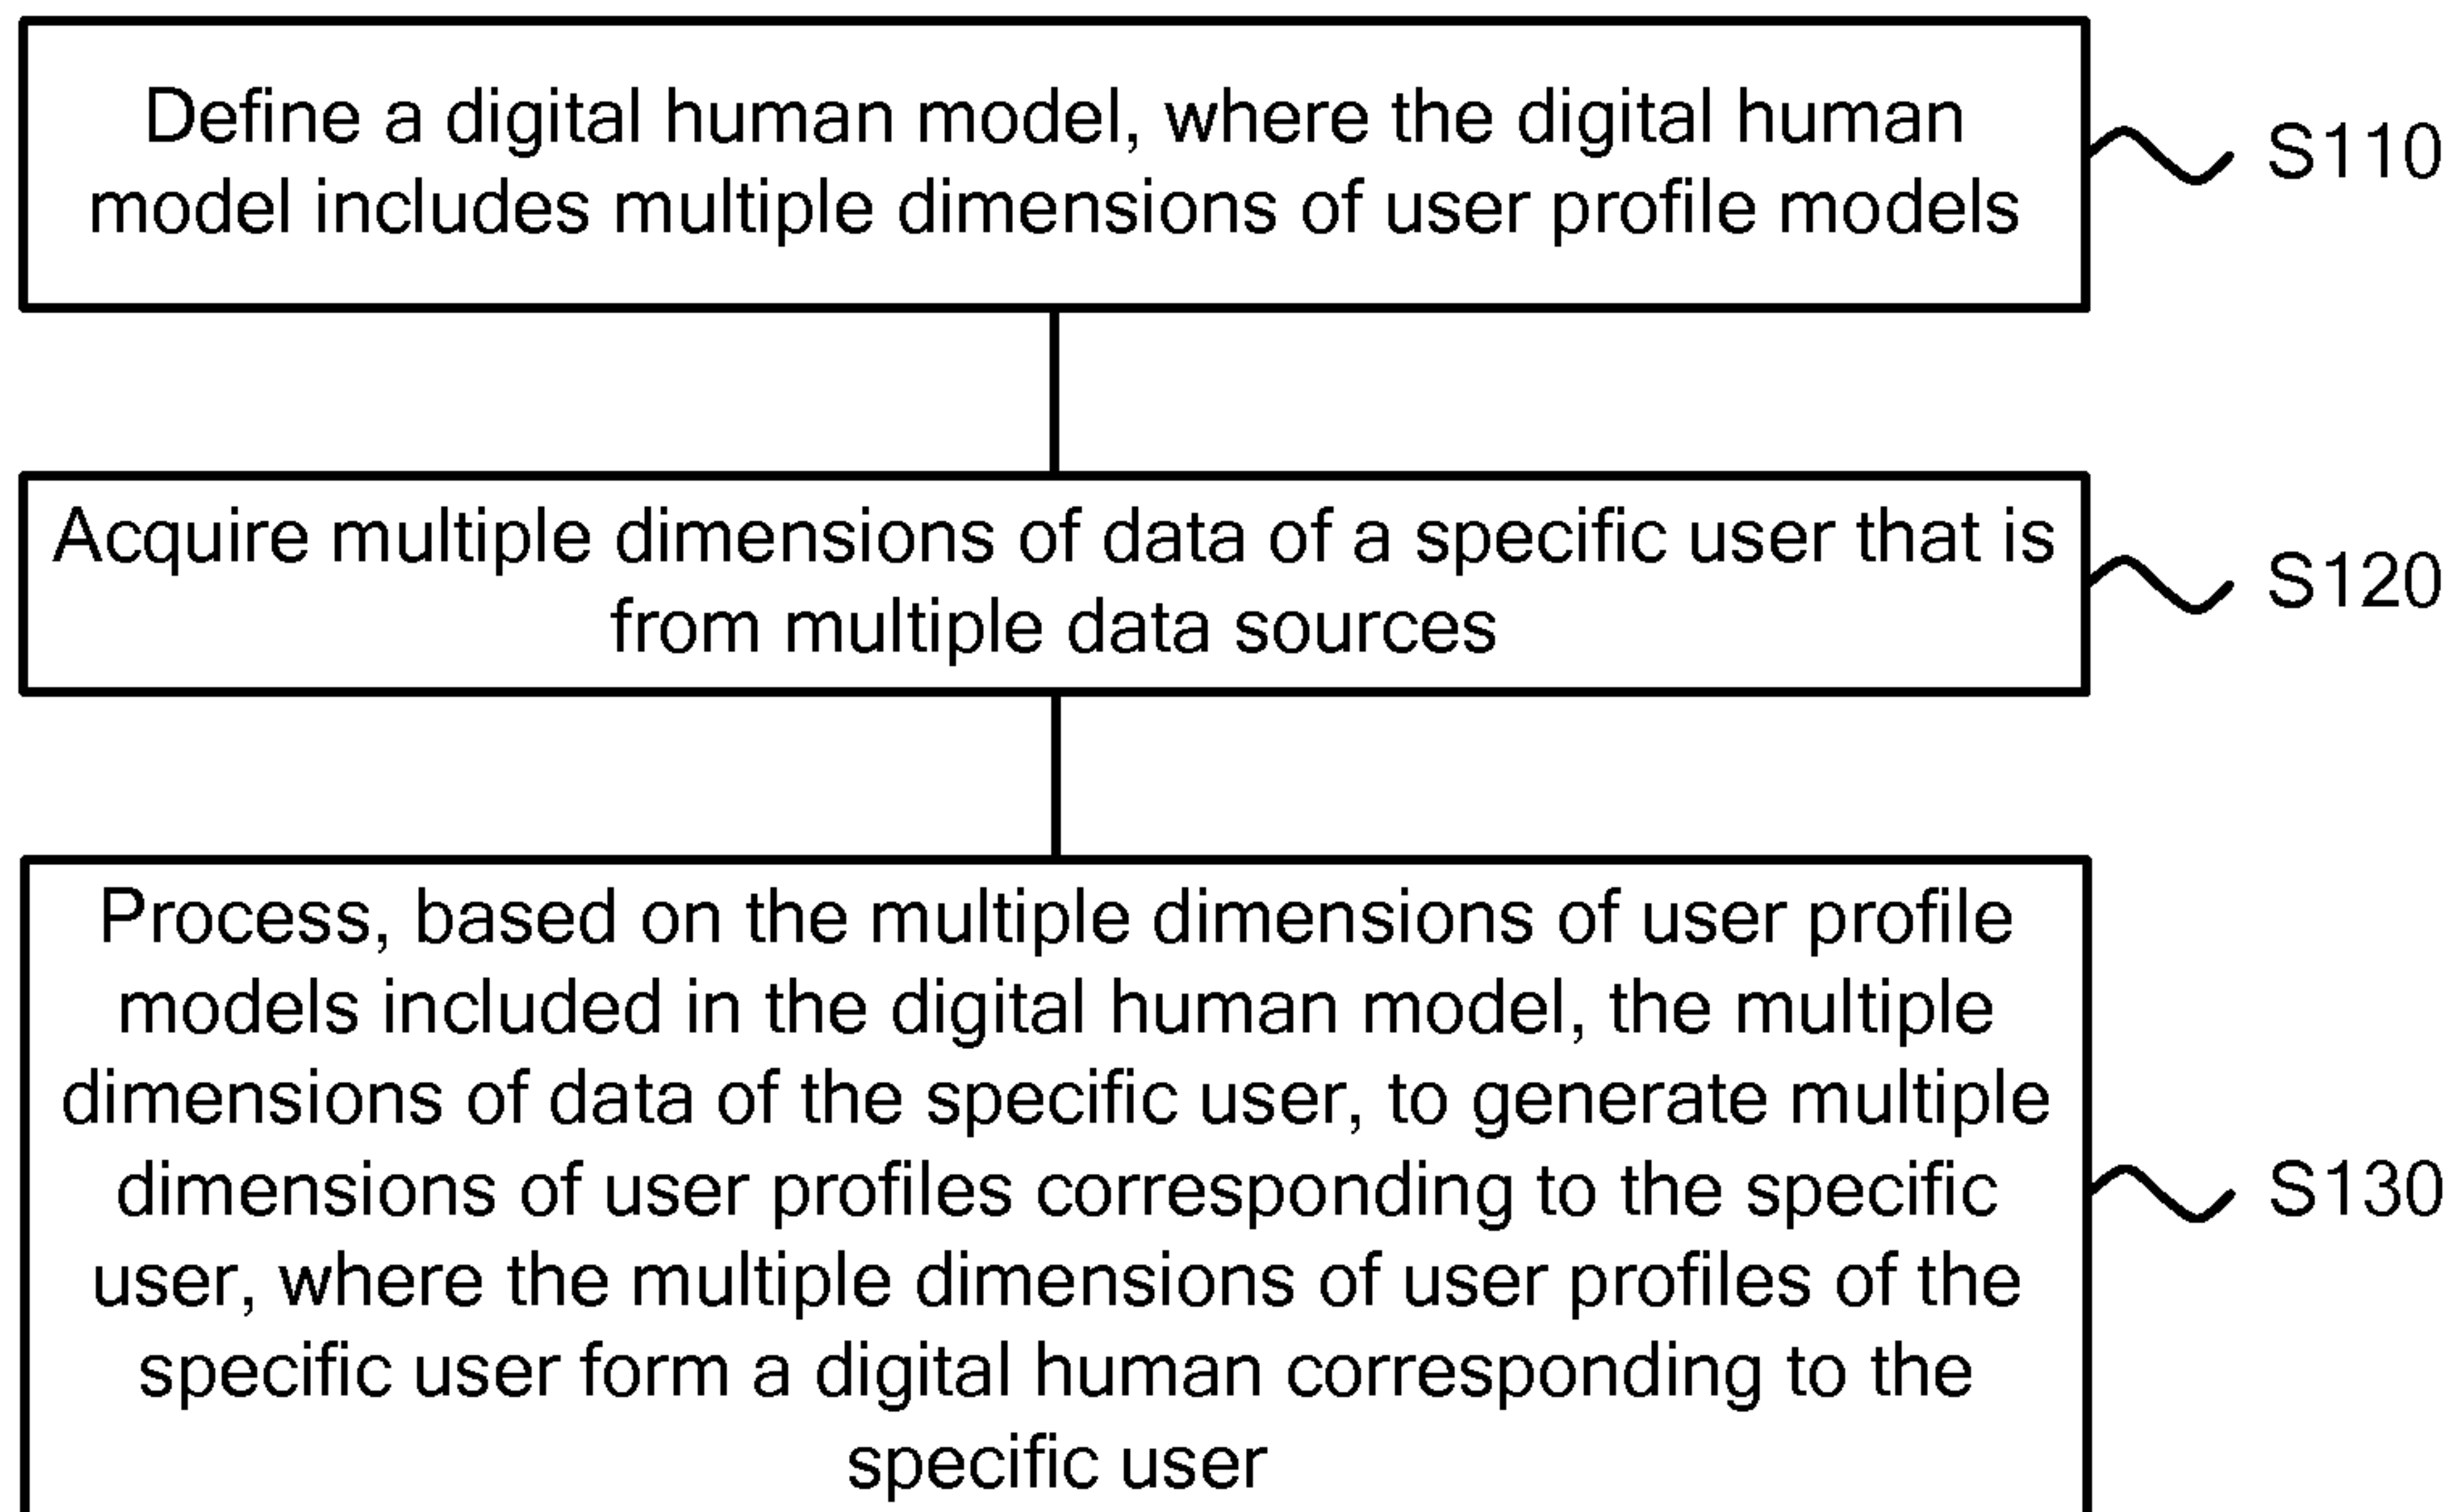 Define a digital human model, where the digital human
model includes multiple dimensions of user profile models
S110
Acquire multiple dimensions of data of a specific user that is
from multiple data sources
S120
Process, based on the multiple dimensions of user profile
models included in the digital human model, the multiple
dimensions of data of the specific user, to generate multiple
dimensions of user profiles corresponding to the specific
user, where the multiple dimensions of user profiles of the
specific user form a digital human corresponding to the
specific user
S130